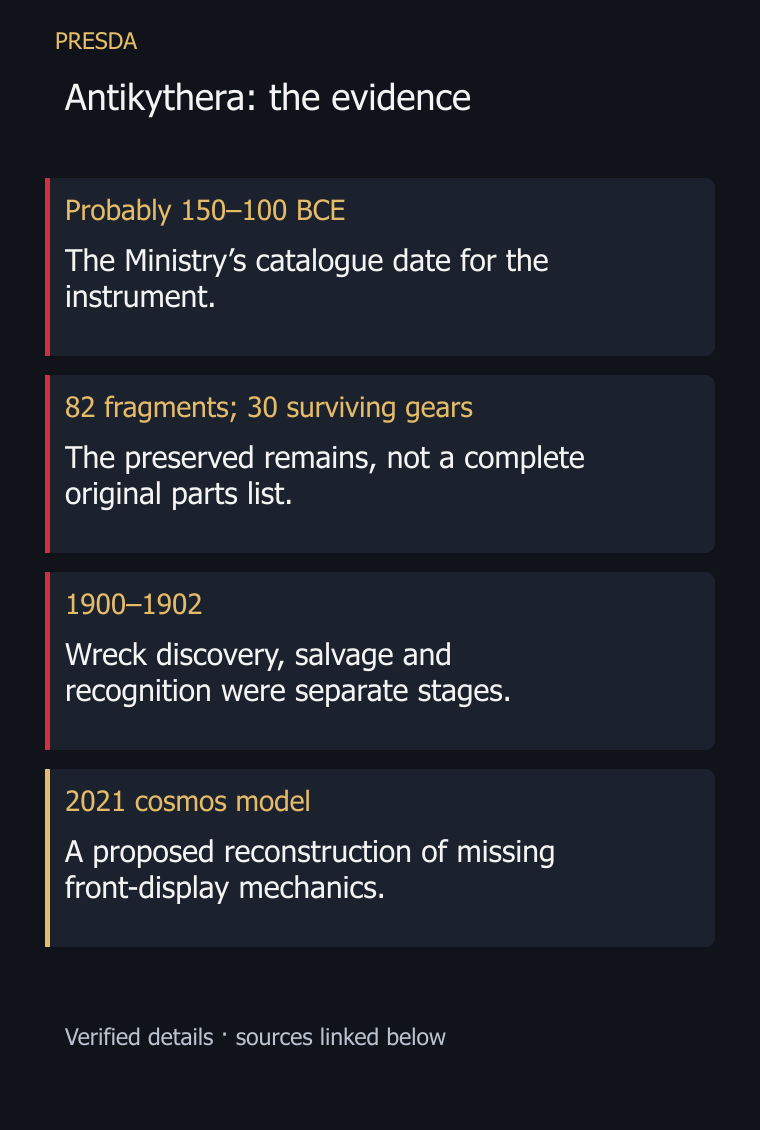 PRESDA
Antikythera: the evidence
Probably 150–100 BCE
The Ministry’s catalogue date for the
instrument.
82 fragments; 30 surviving gears
The preserved remains, not a complete
original parts list.
1900–1902
Wreck discovery, salvage and
recognition were separate stages.
2021 cosmos model
A proposed reconstruction of missing
front-display mechanics.
Verified details · sources linked below